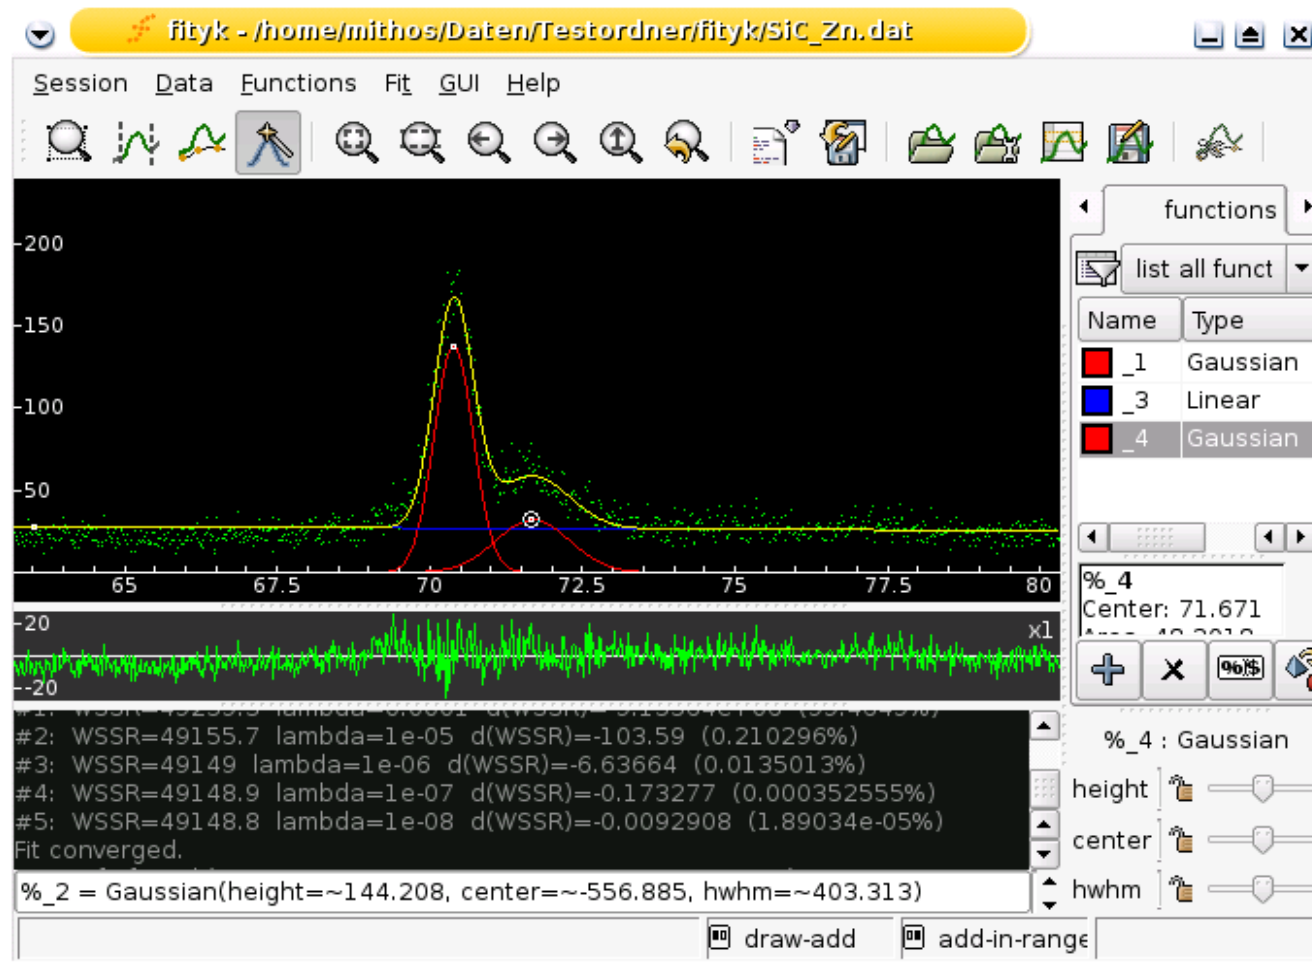 fityk - /home/mithos/Daten/Testordner/fityk/SiC_Zn.dat
Session Data Functions Fit GUI Help
functions
list all funct
Name Type
_1 Gaussian
_3 Linear
_4 Gaussian
200
150
100
50
65 67.5 70 72.5 75 77.5 80
%_4
Center: 71.671
20
x1
-20
#2: WSSR=49155.7 lambda=1e-05 d(WSSR)=-103.59 (0.210296%)
#3: WSSR=49149 lambda=1e-06 d(WSSR)=-6.63664 (0.0135013%)
#4: WSSR=49148.9 lambda=1e-07 d(WSSR)=-0.173277 (0.000352555%)
#5: WSSR=49148.8 lambda=1e-08 d(WSSR)=-0.0092908 (1.89034e-05%)
Fit converged.
%_2 = Gaussian(height=~144.208, center=~-556.885, hwhm=~403.313)
%)$
%_4 : Gaussian
height
center
hwhm
draw-add add-in-range